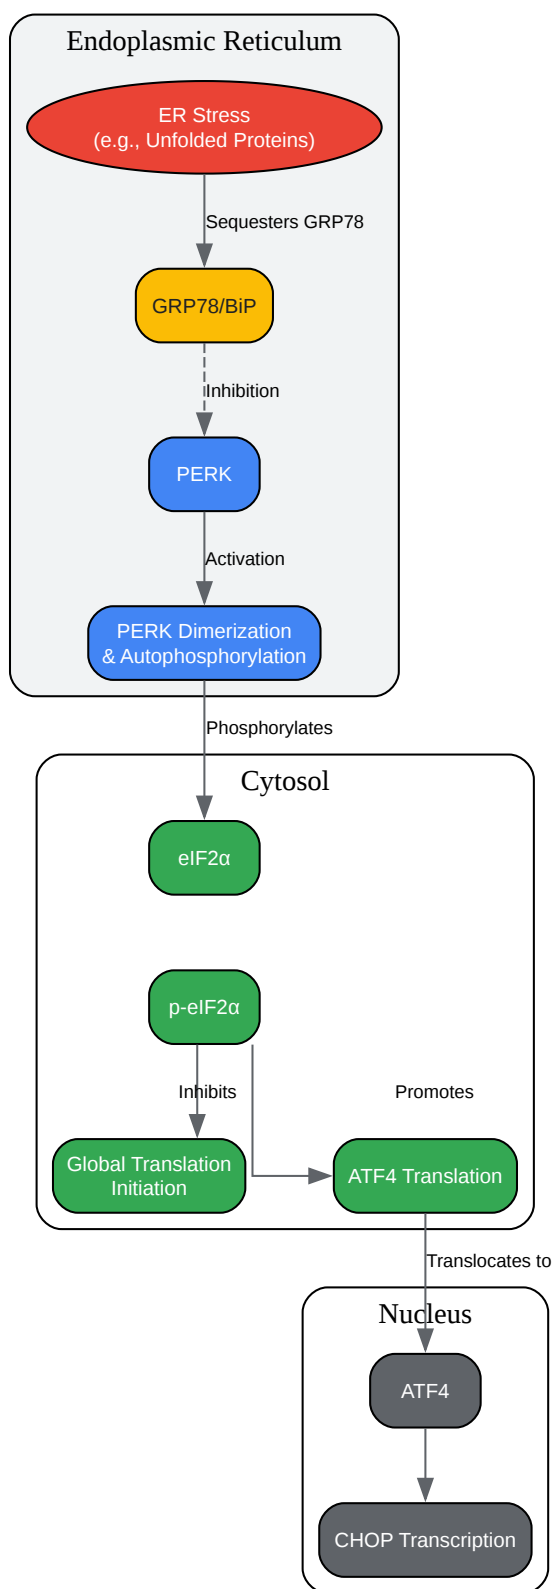 Endoplasmic Reticulum
ER Stress
(e.g., Unfolded Proteins)
Sequesters GRP78
GRP78/BiP
Inhibition
PERK
Activation
PERK Dimerization
& Autophosphorylation
Phosphorylates
Cytosol
eIF2α
p-eIF2α
Inhibits
Promotes
Global Translation
Initiation
ATF4 Translation
Translocates to
Nucleus
ATF4
CHOP Transcription